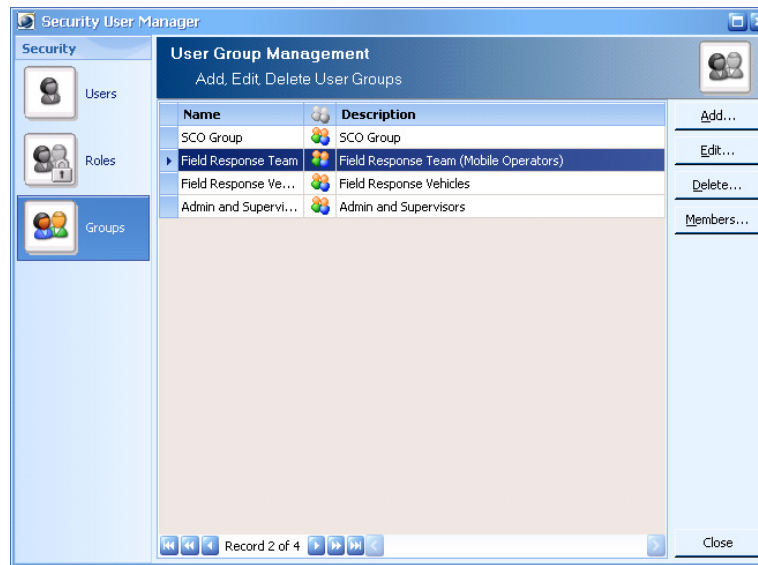 Security User Manager
Security
Users
Roles
Groups
User Group Management
Add, Edit, Delete User Groups
Name Description
SCO Group SCO Group
Field Response Team Field Response Team (Mobile Operators)
Field Response Ve... Field Response Vehicles
Admin and Supervi... Admin and Supervisors
Record 2 of 4
Add...
Edit...
Delete...
Members...
Close